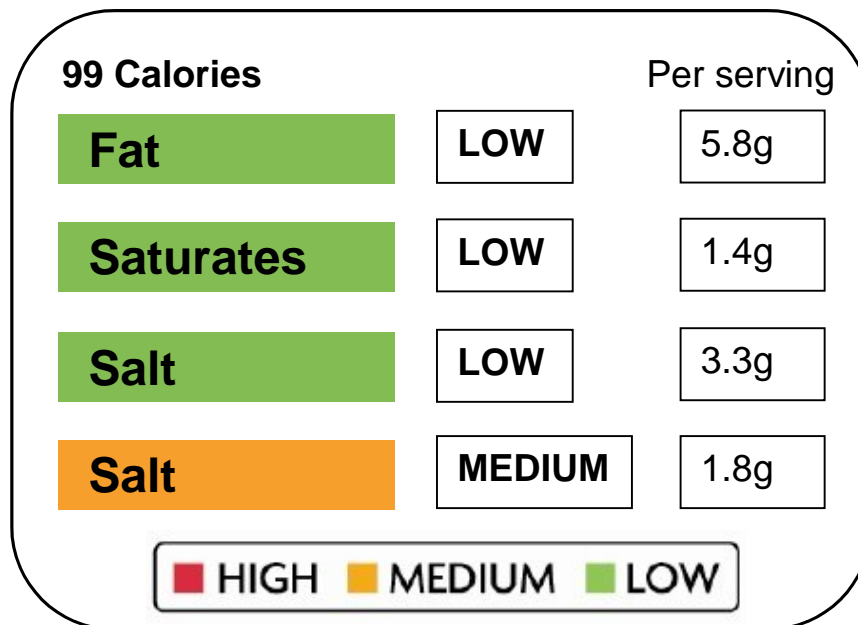 99 Calories Per serving
Fat LOW 5.8g
Saturates LOW 1.4g
Salt LOW 3.3g
Salt MEDIUM 1.8g
HIGH MEDIUM LOW